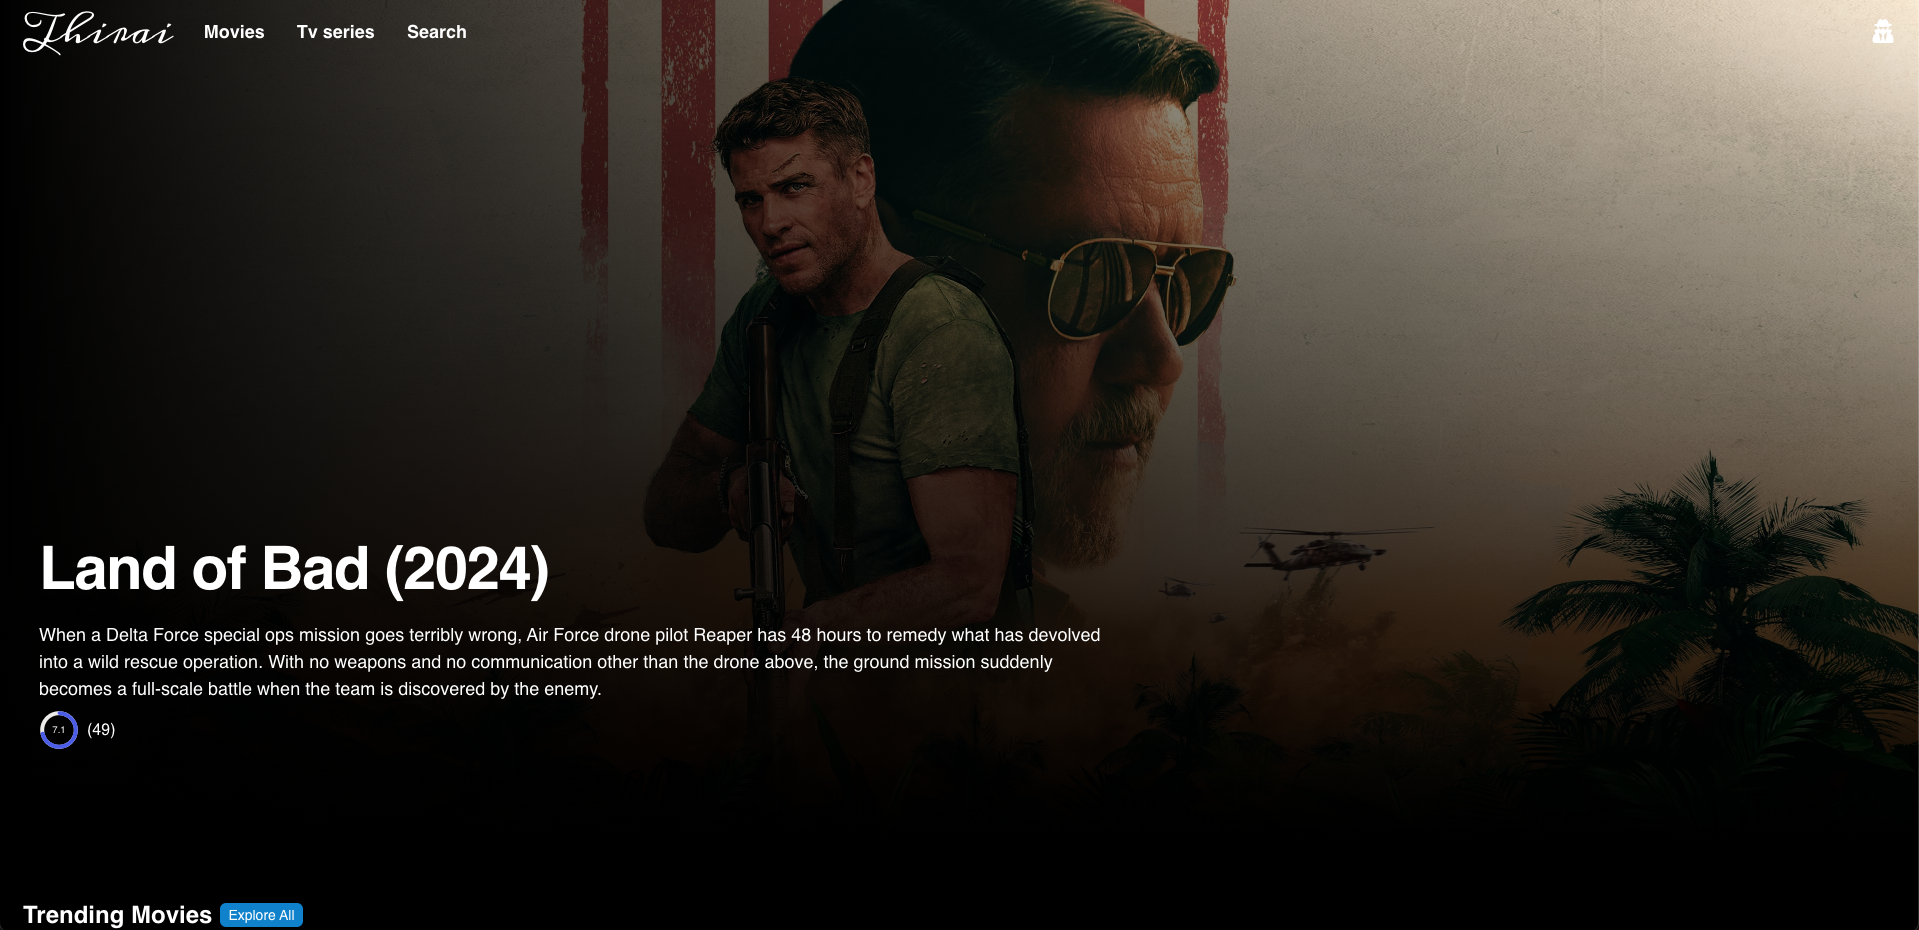 Thirai
Movies
Tv series
Search
Land of Bad (2024)
When a Delta Force special ops mission goes terribly wrong, Air Force drone pilot Reaper has 48 hours to remedy what has devolved
into a wild rescue operation. With no weapons and no communication other than the drone above, the ground mission suddenly
becomes a full-scale battle when the team is discovered by the enemy.
7.1 (49)
Trending Movies Explore All